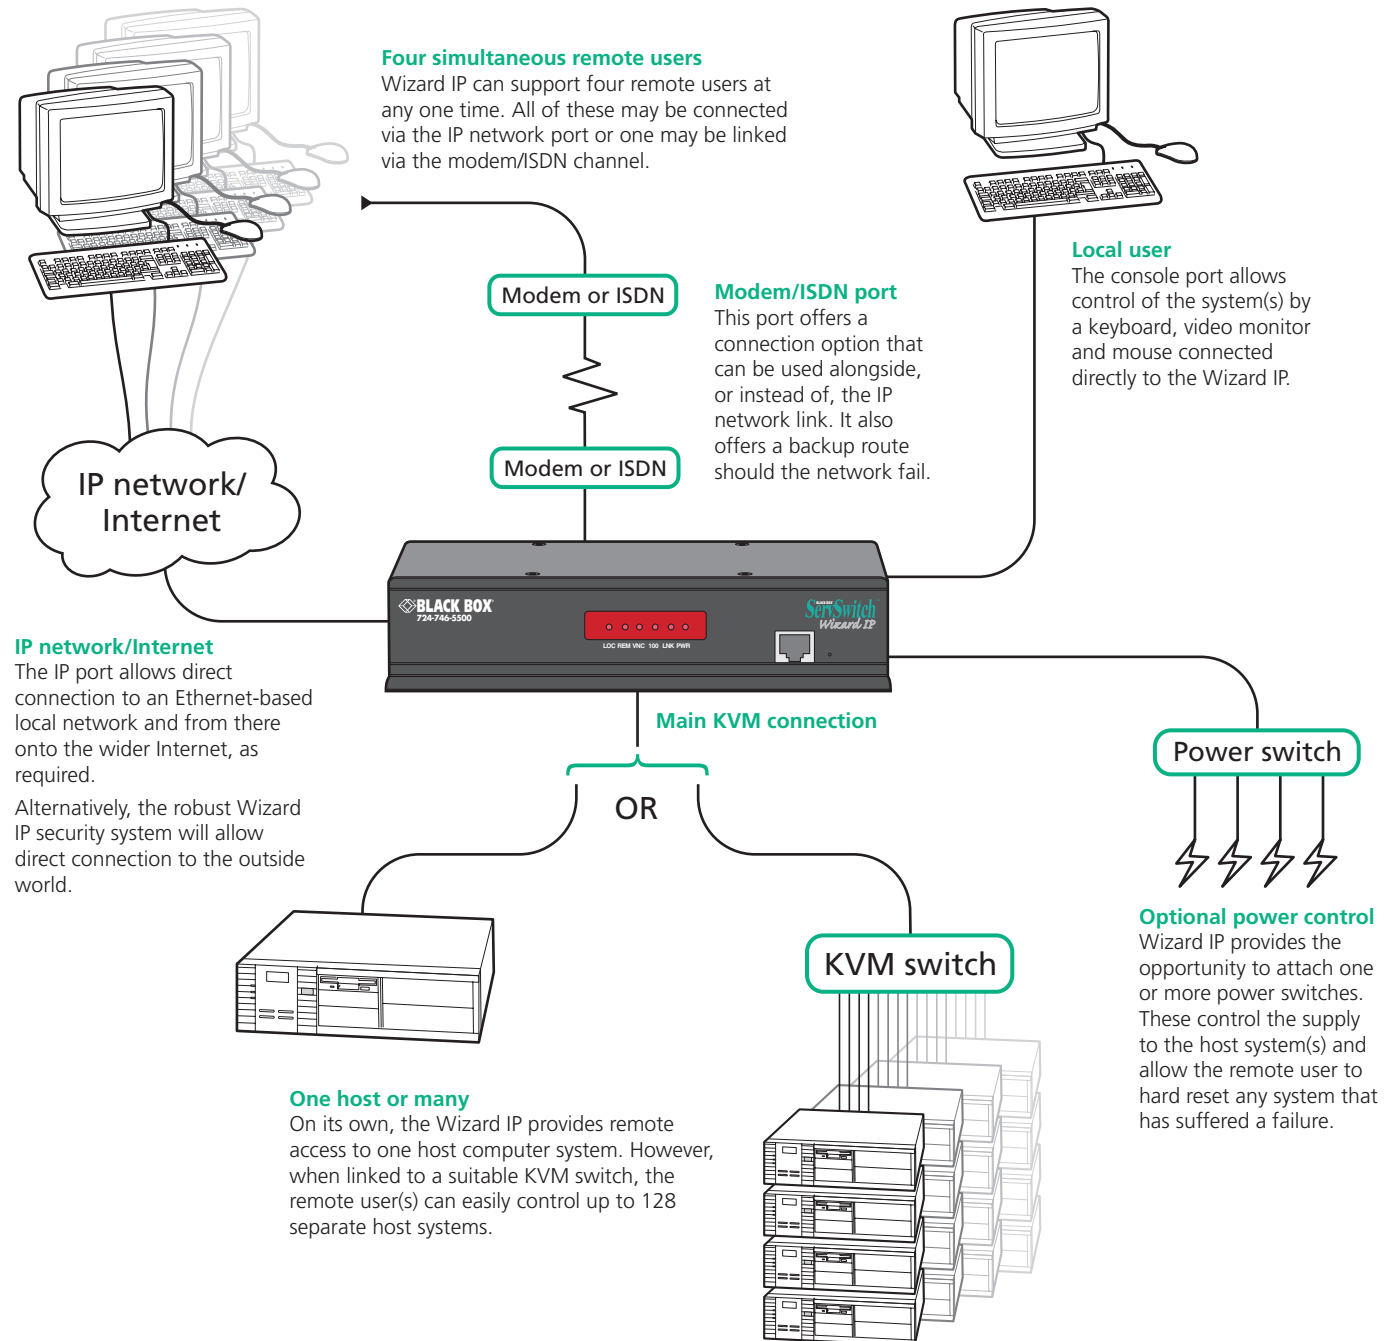 Four simultaneous remote users
Wizard IP can support four remote users at
any one time. All of these may be connected
via the IP network port or one may be linked
via the modem/ISDN channel.
Local user
The console port allows
control of the system(s) by
a keyboard, video monitor
and mouse connected
directly to the Wizard IP.
Modem or ISDN
Modem/ISDN port
This port offers a
connection option that
can be used alongside,
or instead of, the IP
network link. It also
offers a backup route
should the network fail.
Modem or ISDN
IP network/
Internet
BLACK BOX
724-746-5500
LOC REM VNC 100 LNK PWR
BLACK BOX
ServSwitch
Wizard IP
IP network/Internet
The IP port allows direct
connection to an Ethernet-based
local network and from there
onto the wider Internet, as
required.
Alternatively, the robust Wizard
IP security system will allow
direct connection to the outside
world.
Main KVM connection
OR
Power switch
Optional power control
Wizard IP provides the
opportunity to attach one
or more power switches.
These control the supply
to the host system(s) and
allow the remote user to
hard reset any system that
has suffered a failure.
KVM switch
One host or many
On its own, the Wizard IP provides remote
access to one host computer system. However,
when linked to a suitable KVM switch, the
remote user(s) can easily control up to 128
separate host systems.